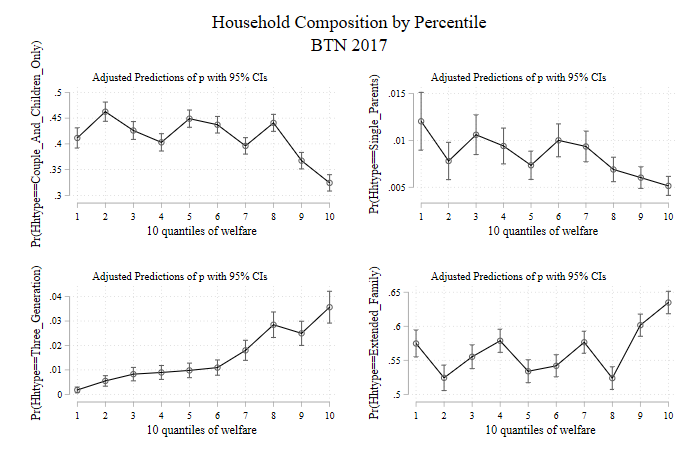 Household Composition by Percentile
BTN 2017
Adjusted Predictions of p with 95% CIs
Pr(Hhtype==Couple_And_Children_Only)
.5
.45
.4
.35
.3
1 2 3 4 5 6 7 8 9 10
10 quantiles of welfare
Adjusted Predictions of p with 95% CIs
Pr(Hhtype==Single_Parents)
.015
.01
.005
1 2 3 4 5 6 7 8 9 10
10 quantiles of welfare
Adjusted Predictions of p with 95% CIs
Pr(Hhtype==Three_Generation)
.04
.03
.02
.01
0
1 2 3 4 5 6 7 8 9 10
10 quantiles of welfare
Adjusted Predictions of p with 95% CIs
Pr(Hhtype==Extended_Family)
.65
.6
.55
.5
1 2 3 4 5 6 7 8 9 10
10 quantiles of welfare